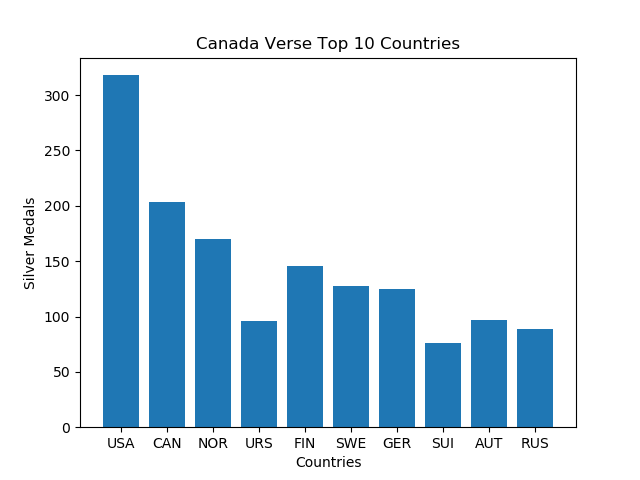 Canada Verse Top 10 Countries
Silver Medals
300
250
200
150
100
50
0
USA CAN NOR URS FIN SWE GER SUI AUT RUS
Countries